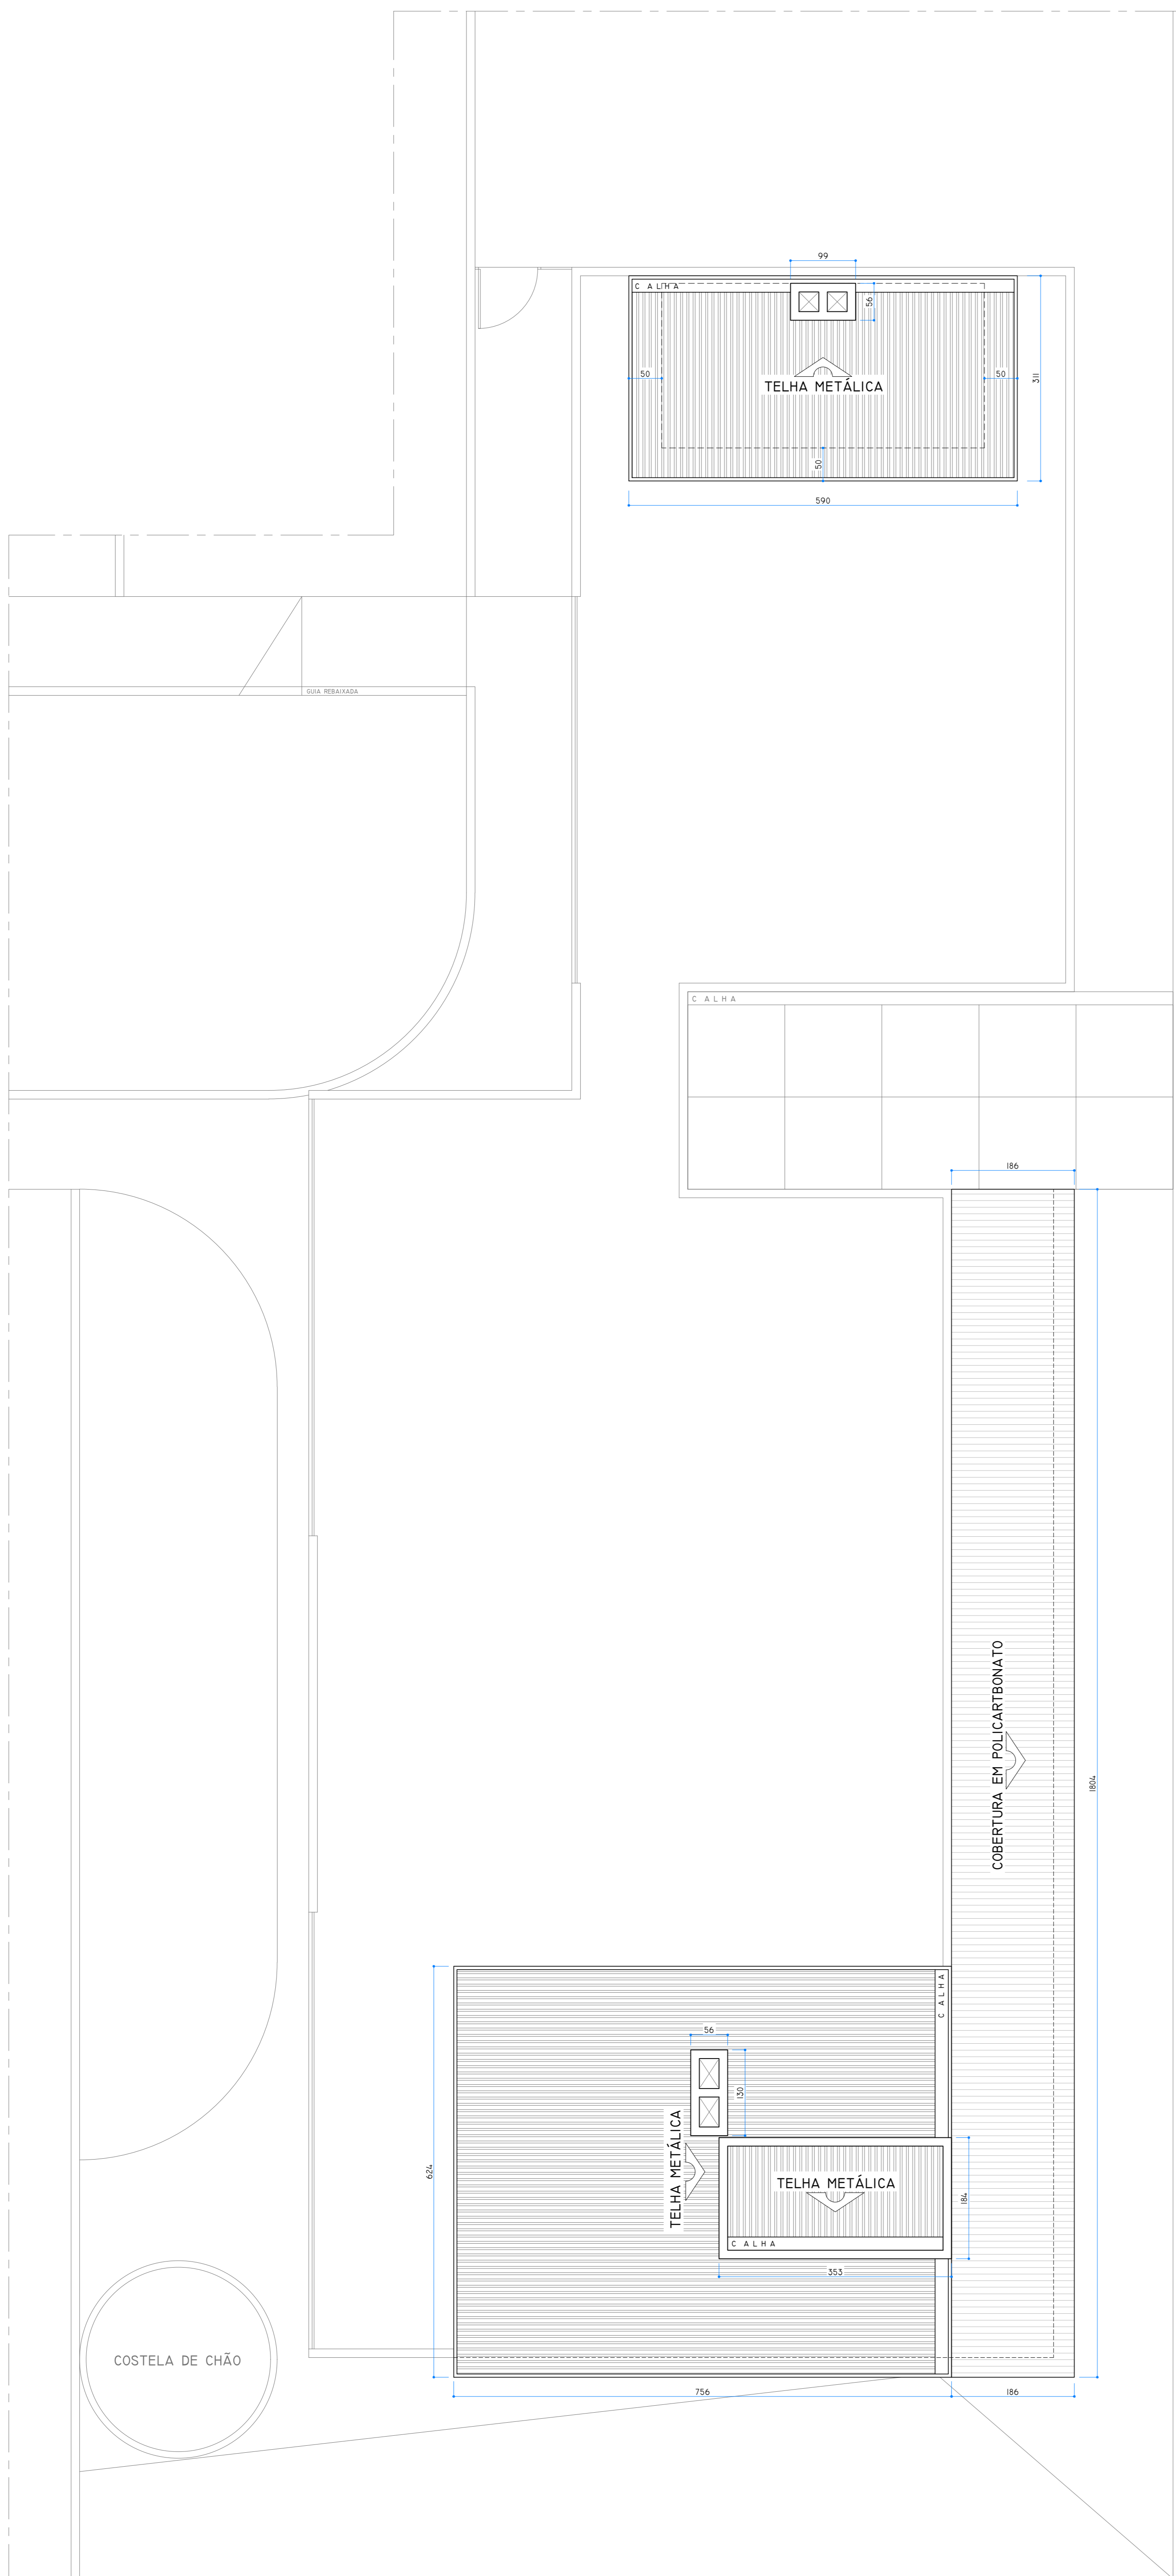 99
C A L H A
56
50
TELHA METÁLICA
50
311
50
590
GUIA REBAIXADA
C A L H A
186
COBERTURA EM POLICARTBONATO
1804
C A L H A
56
130
TELHA METÁLICA
624
TELHA METÁLICA
184
C A L H A
353
COSTELA DE CHÃO
756
186